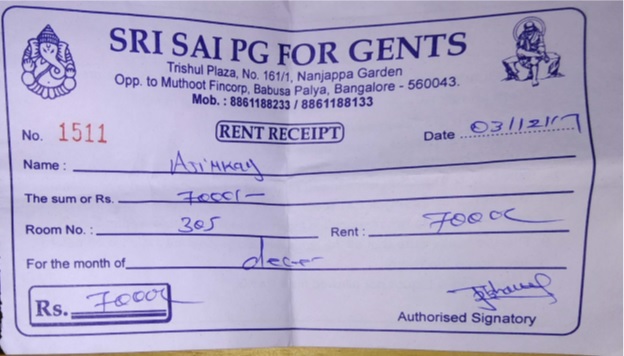 SRI SAI PG FOR GENTS
Trishul Plaza, No. 161/1, Nanjappa Garden
Opp. to Muthoot Fincorp, Babusa Palya, Bangalore - 560043.
Mob. : 8861188233 / 8861188133
No. 1511 RENT RECEIPT Date 03/12/17
Name :
The sum or Rs. 7000/-
Room No. : 305 Rent : 7000
For the month of
Rs. 7000
Authorised Signatory